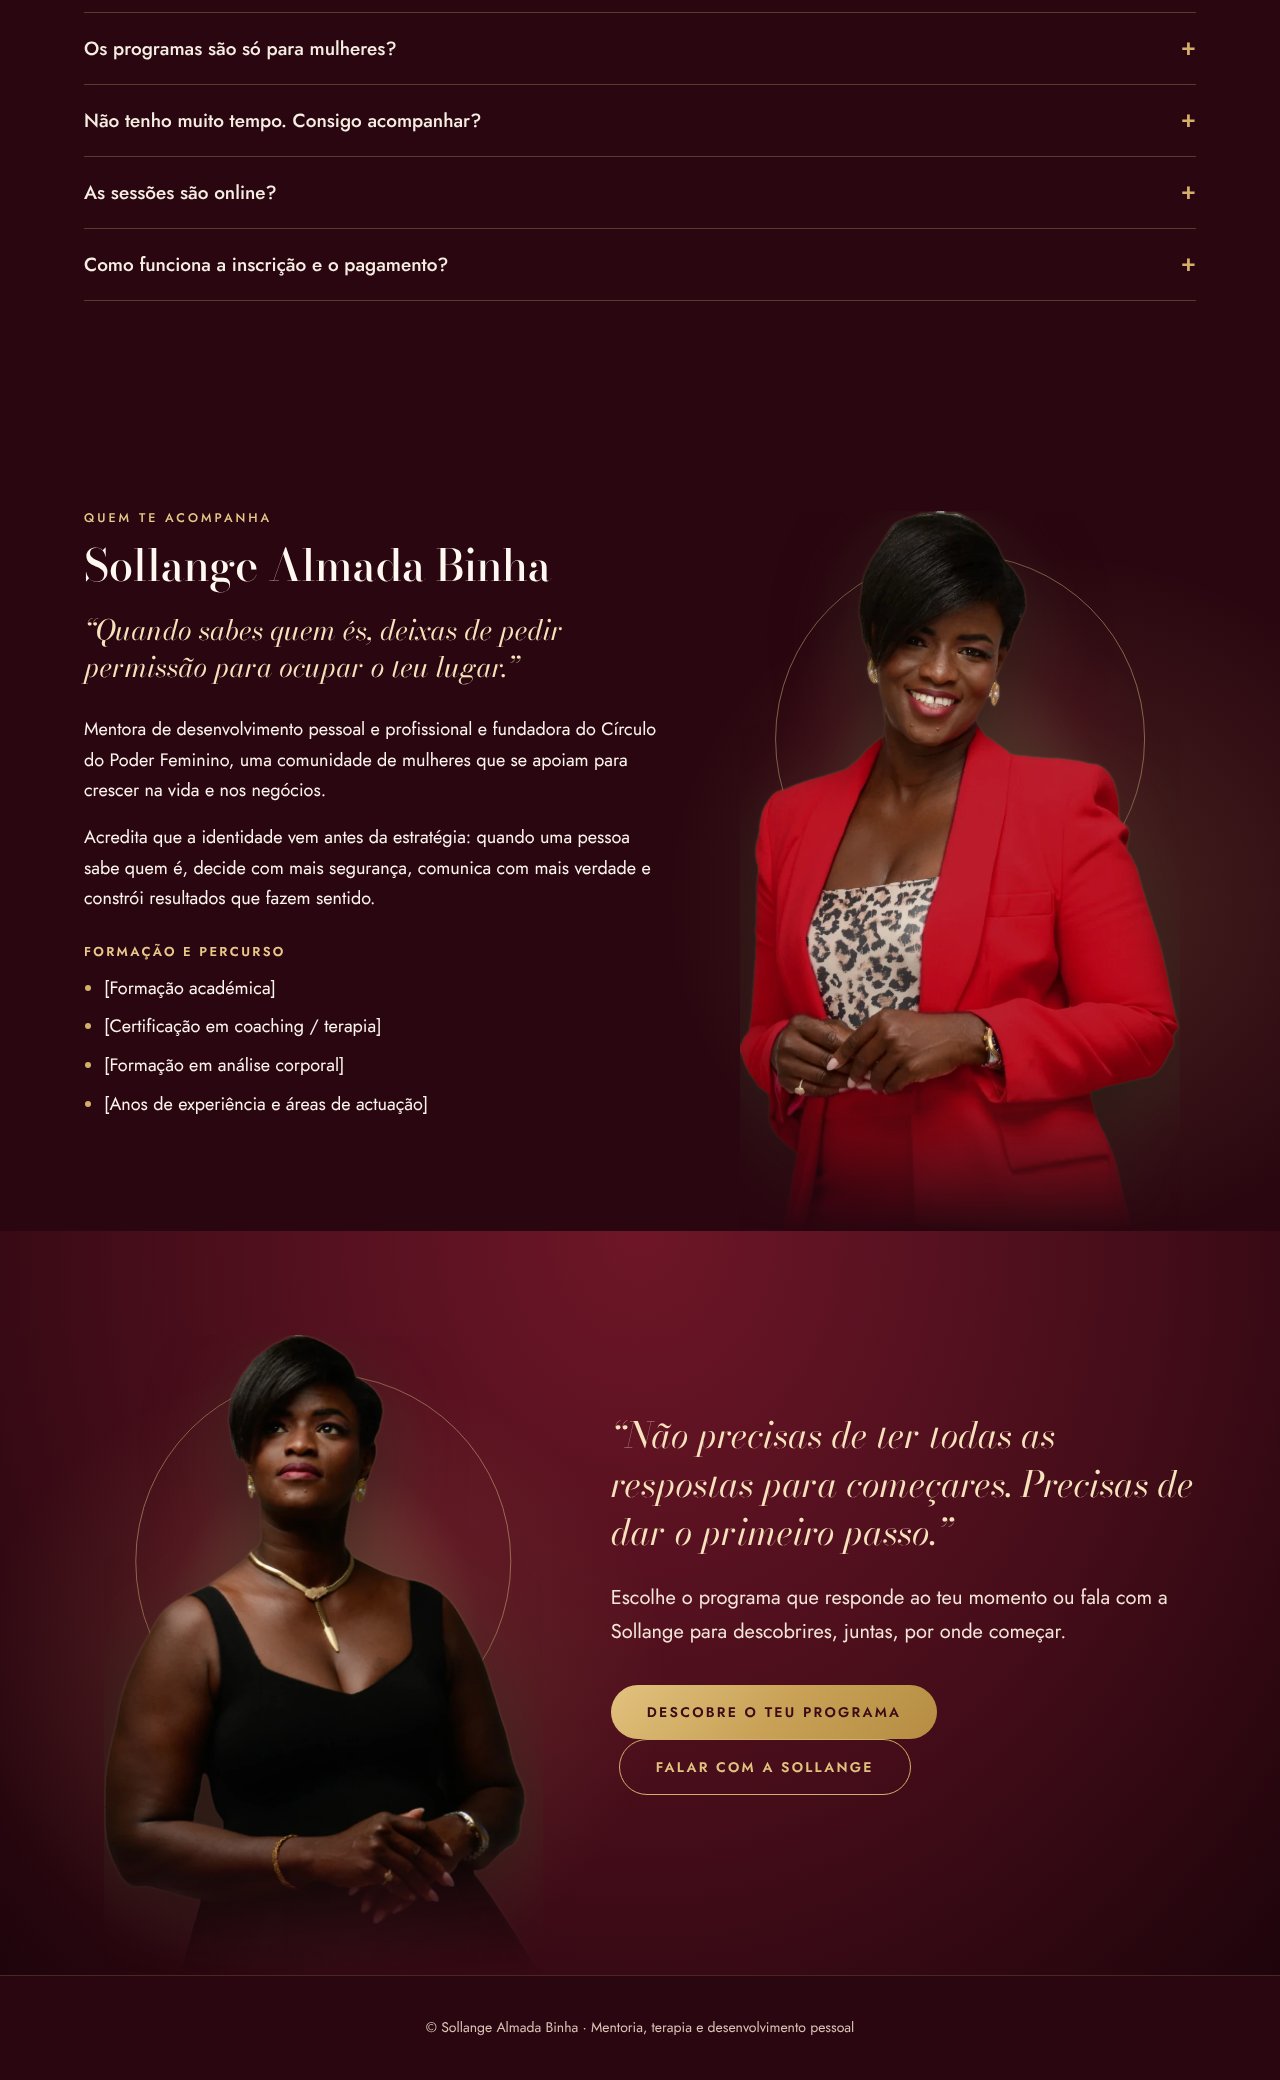 Os programas são só para mulheres?
+
Não tenho muito tempo. Consigo acompanhar?
+
As sessões são online?
+
Como funciona a inscrição e o pagamento?
+
QUEM TE ACOMPANHA
Sollange Almada Binha
“Quando sabes quem és, deixas de pedir
permissão para ocupar o teu lugar.”
Mentora de desenvolvimento pessoal e profissional e fundadora do Círculo
do Poder Feminino, uma comunidade de mulheres que se apoiam para
crescer na vida e nos negócios.
Acredita que a identidade vem antes da estratégia: quando uma pessoa
sabe quem é, decide com mais segurança, comunica com mais verdade e
constrói resultados que fazem sentido.
FORMAÇÃO E PERCURSO
• [Formação académica]
• [Certificação em coaching / terapia]
• [Formação em análise corporal]
• [Anos de experiência e áreas de actuação]
“Não precisas de ter todas as
respostas para começares. Precisas de
dar o primeiro passo.”
Escolhe o programa que responde ao teu momento ou fala com a
Sollange para descobrires, juntas, por onde começar.
DESCOBRE O TEU PROGRAMA
FALAR COM A SOLLANGE
© Sollange Almada Binha · Mentoria, terapia e desenvolvimento pessoal